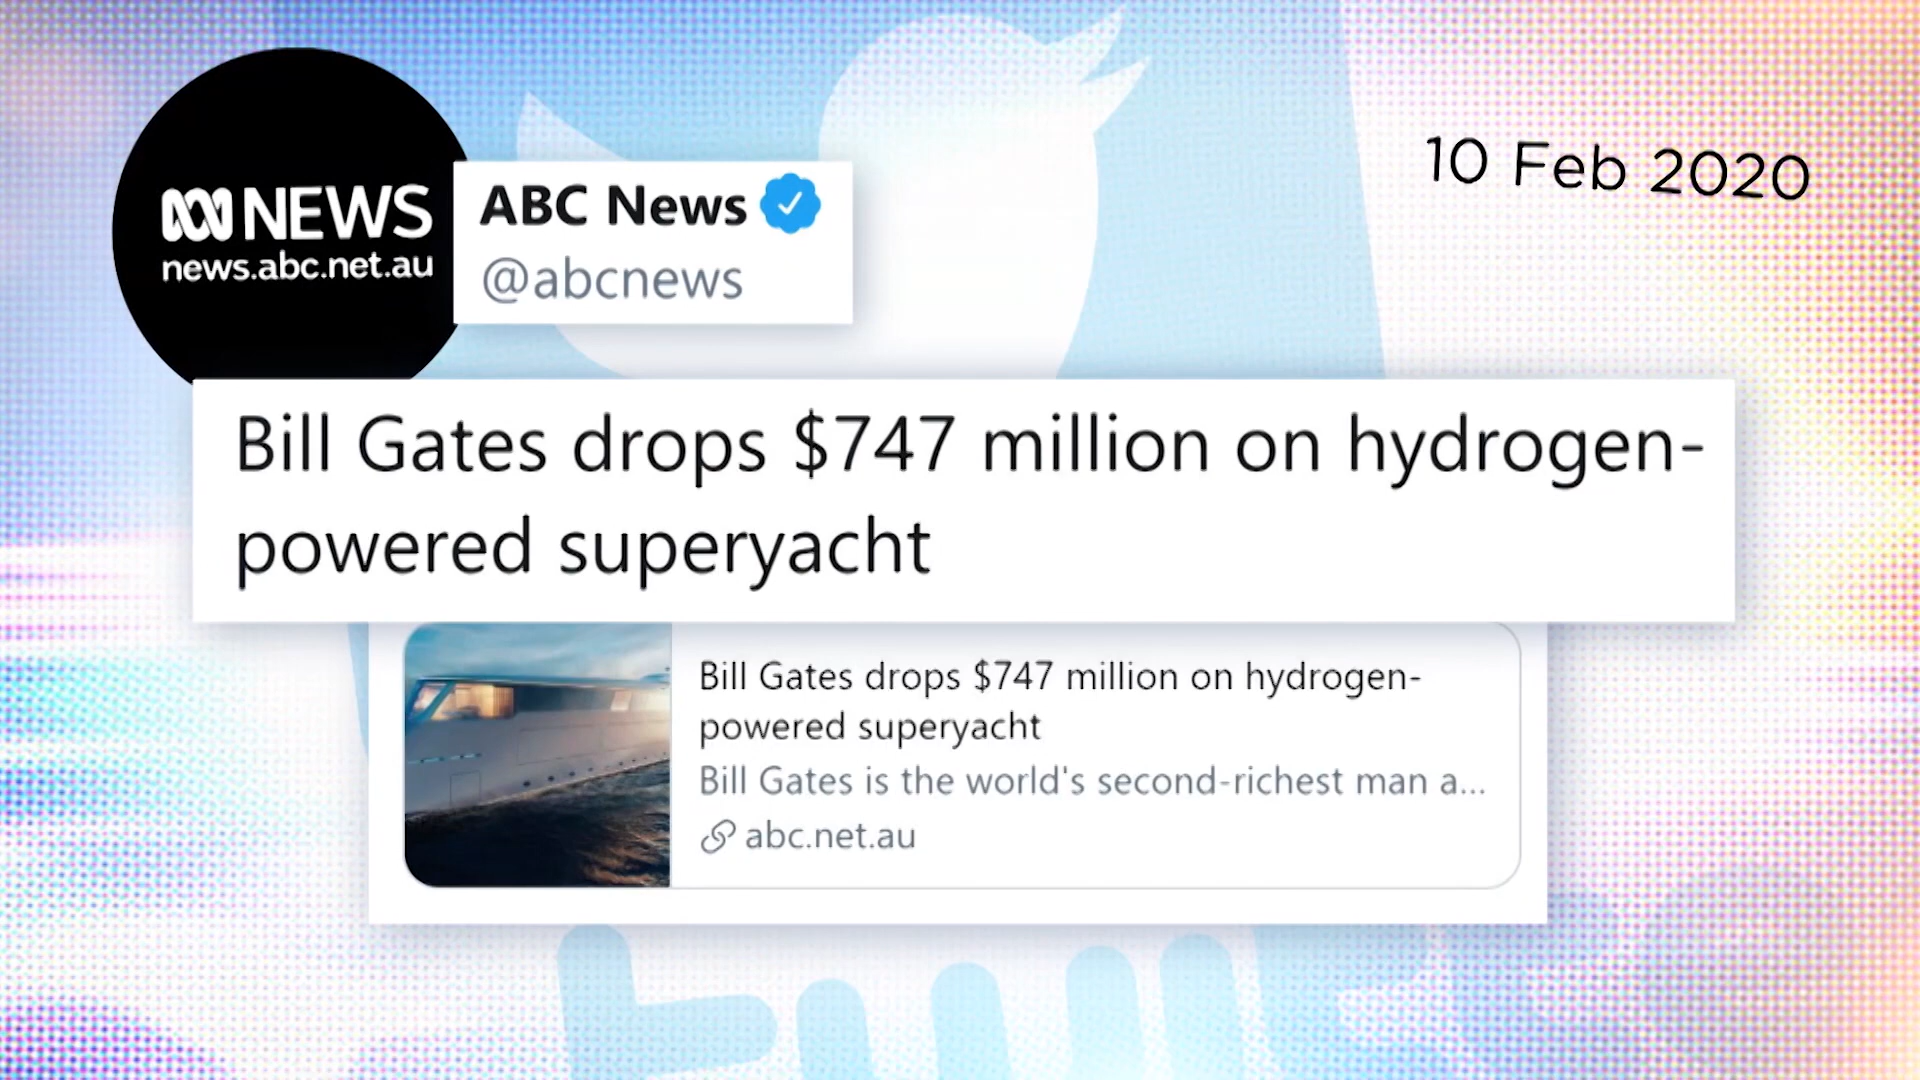 NEWS
news.abc.net.au
ABC News
@abcnews
10 Feb 2020
Bill Gates drops $747 million on hydrogen-
powered superyacht
Bill Gates drops $747 million on hydrogen-
powered superyacht
Bill Gates is the world's second-richest man a...
abc.net.au